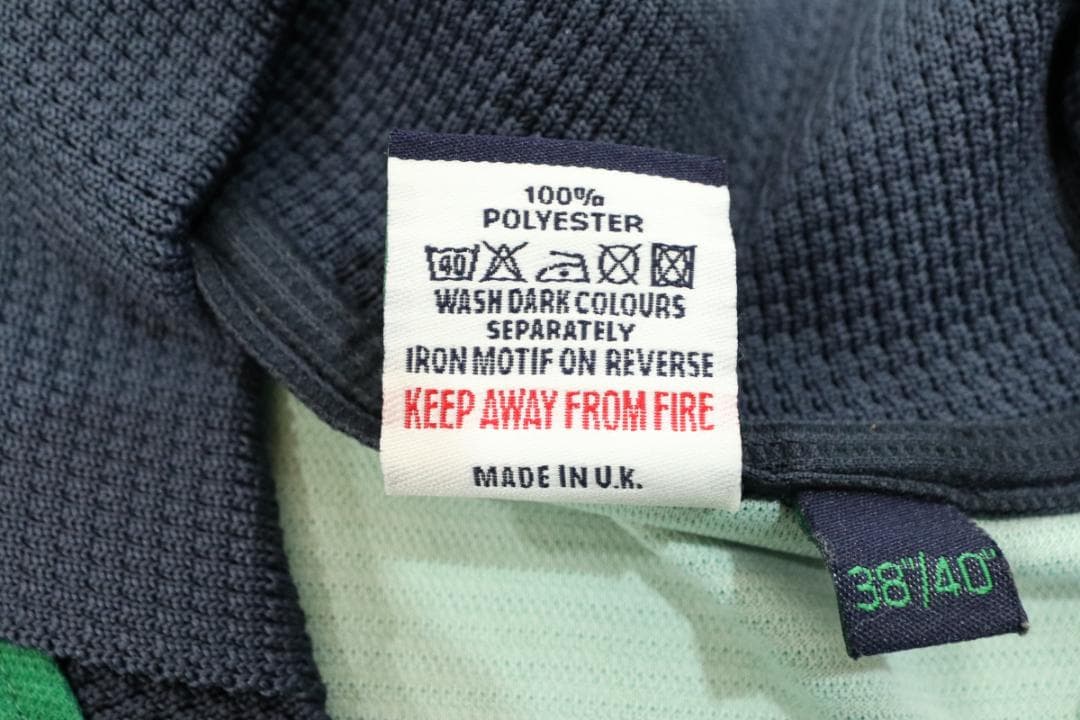 100%
POLYESTER
40
WASH DARK COLOURS
SEPARATELY
IRON MOTIF ON REVERSE
KEEP AWAY FROM FIRE
MADE IN U.K.
38"/40"